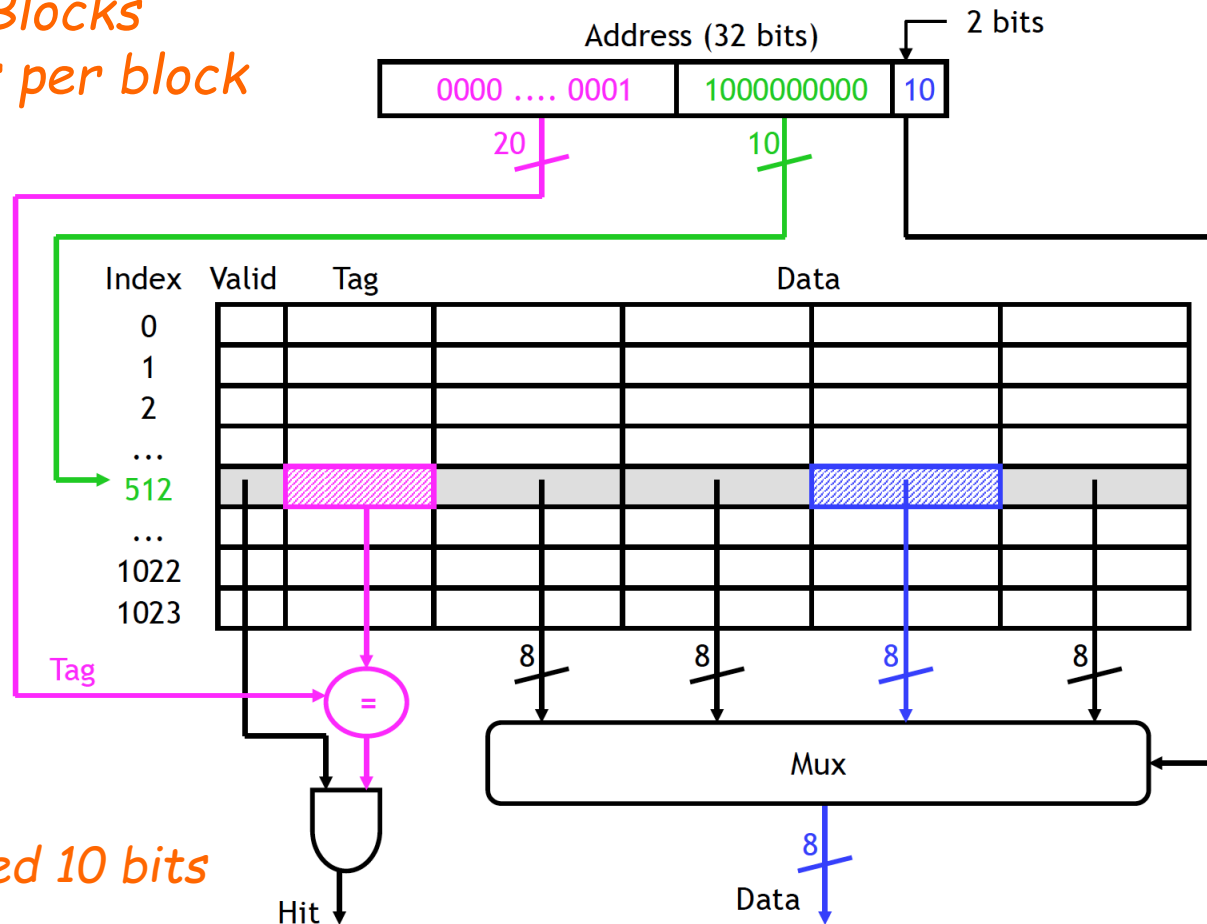 Blocks
per block
Address (32 bits)
2 bits
0000 .... 0001
1000000000
10
20
10
Index Valid Tag Data
0
1
2
...
512
...
1022
1023
8 8 8 8
Tag
=
Mux
8
10 bits
Data
Hit